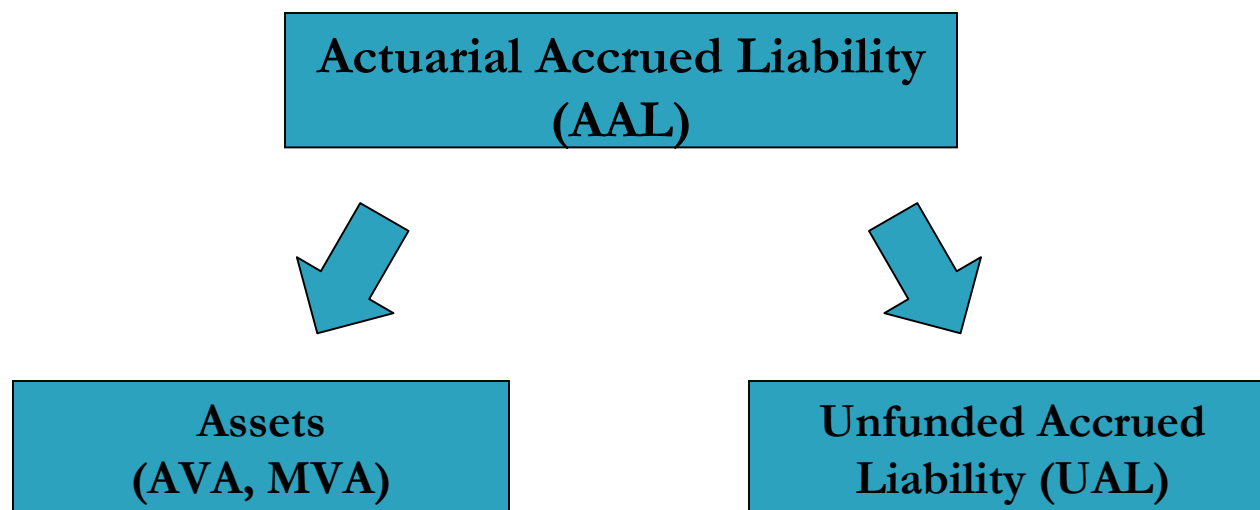 Actuarial Accrued Liability
(AAL)
Assets
(AVA, MVA)
Unfunded Accrued
Liability (UAL)